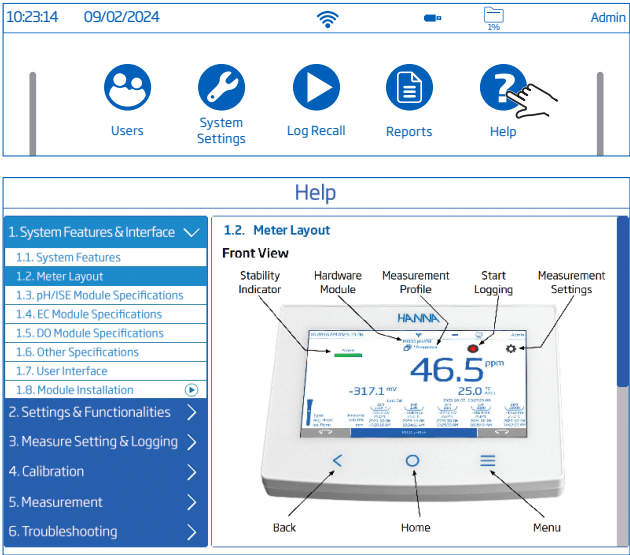 10:23:14 09/02/2024 1% Admin
Users
System
Settings
Log Recall
Reports
Help
Help
1. System Features & Interface
1.1. System Features
1.2. Meter Layout
1.3. pH/ISE Module Specifications
1.4. EC Module Specifications
1.5. DO Module Specifications
1.6. Other Specifications
1.7. User Interface
1.8. Module Installation
2. Settings & Functionalities
3. Measure Setting & Logging
4. Calibration
5. Measurement
6. Troubleshooting
1.2. Meter Layout
Front View
Stability
Indicator
Hardware
Module
Measurement
Profile
Start
Logging
Measurement
Settings
HANNA
Admin
46.5 ppm
-317.1 mV
25.0
Back
Home
Menu